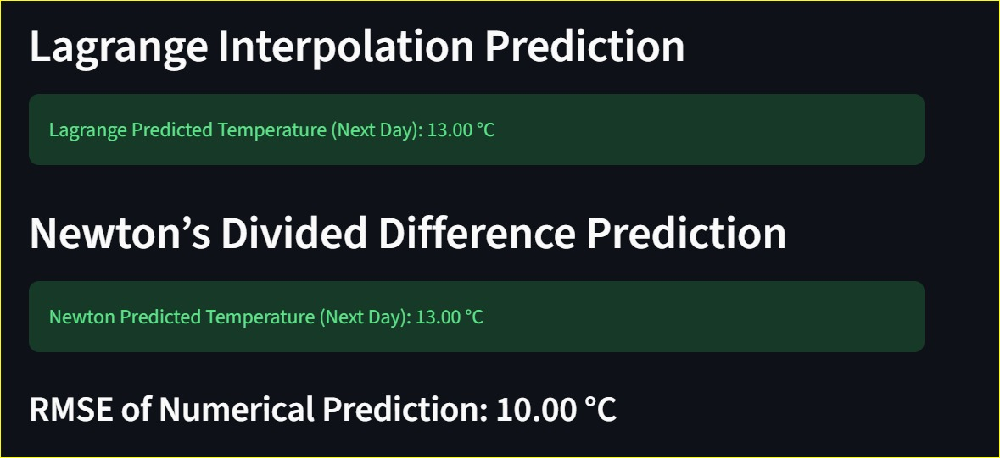 Lagrange Interpolation Prediction
Lagrange Predicted Temperature (Next Day): 13.00 °C
Newton’s Divided Difference Prediction
Newton Predicted Temperature (Next Day): 13.00 °C
RMSE of Numerical Prediction: 10.00 °C